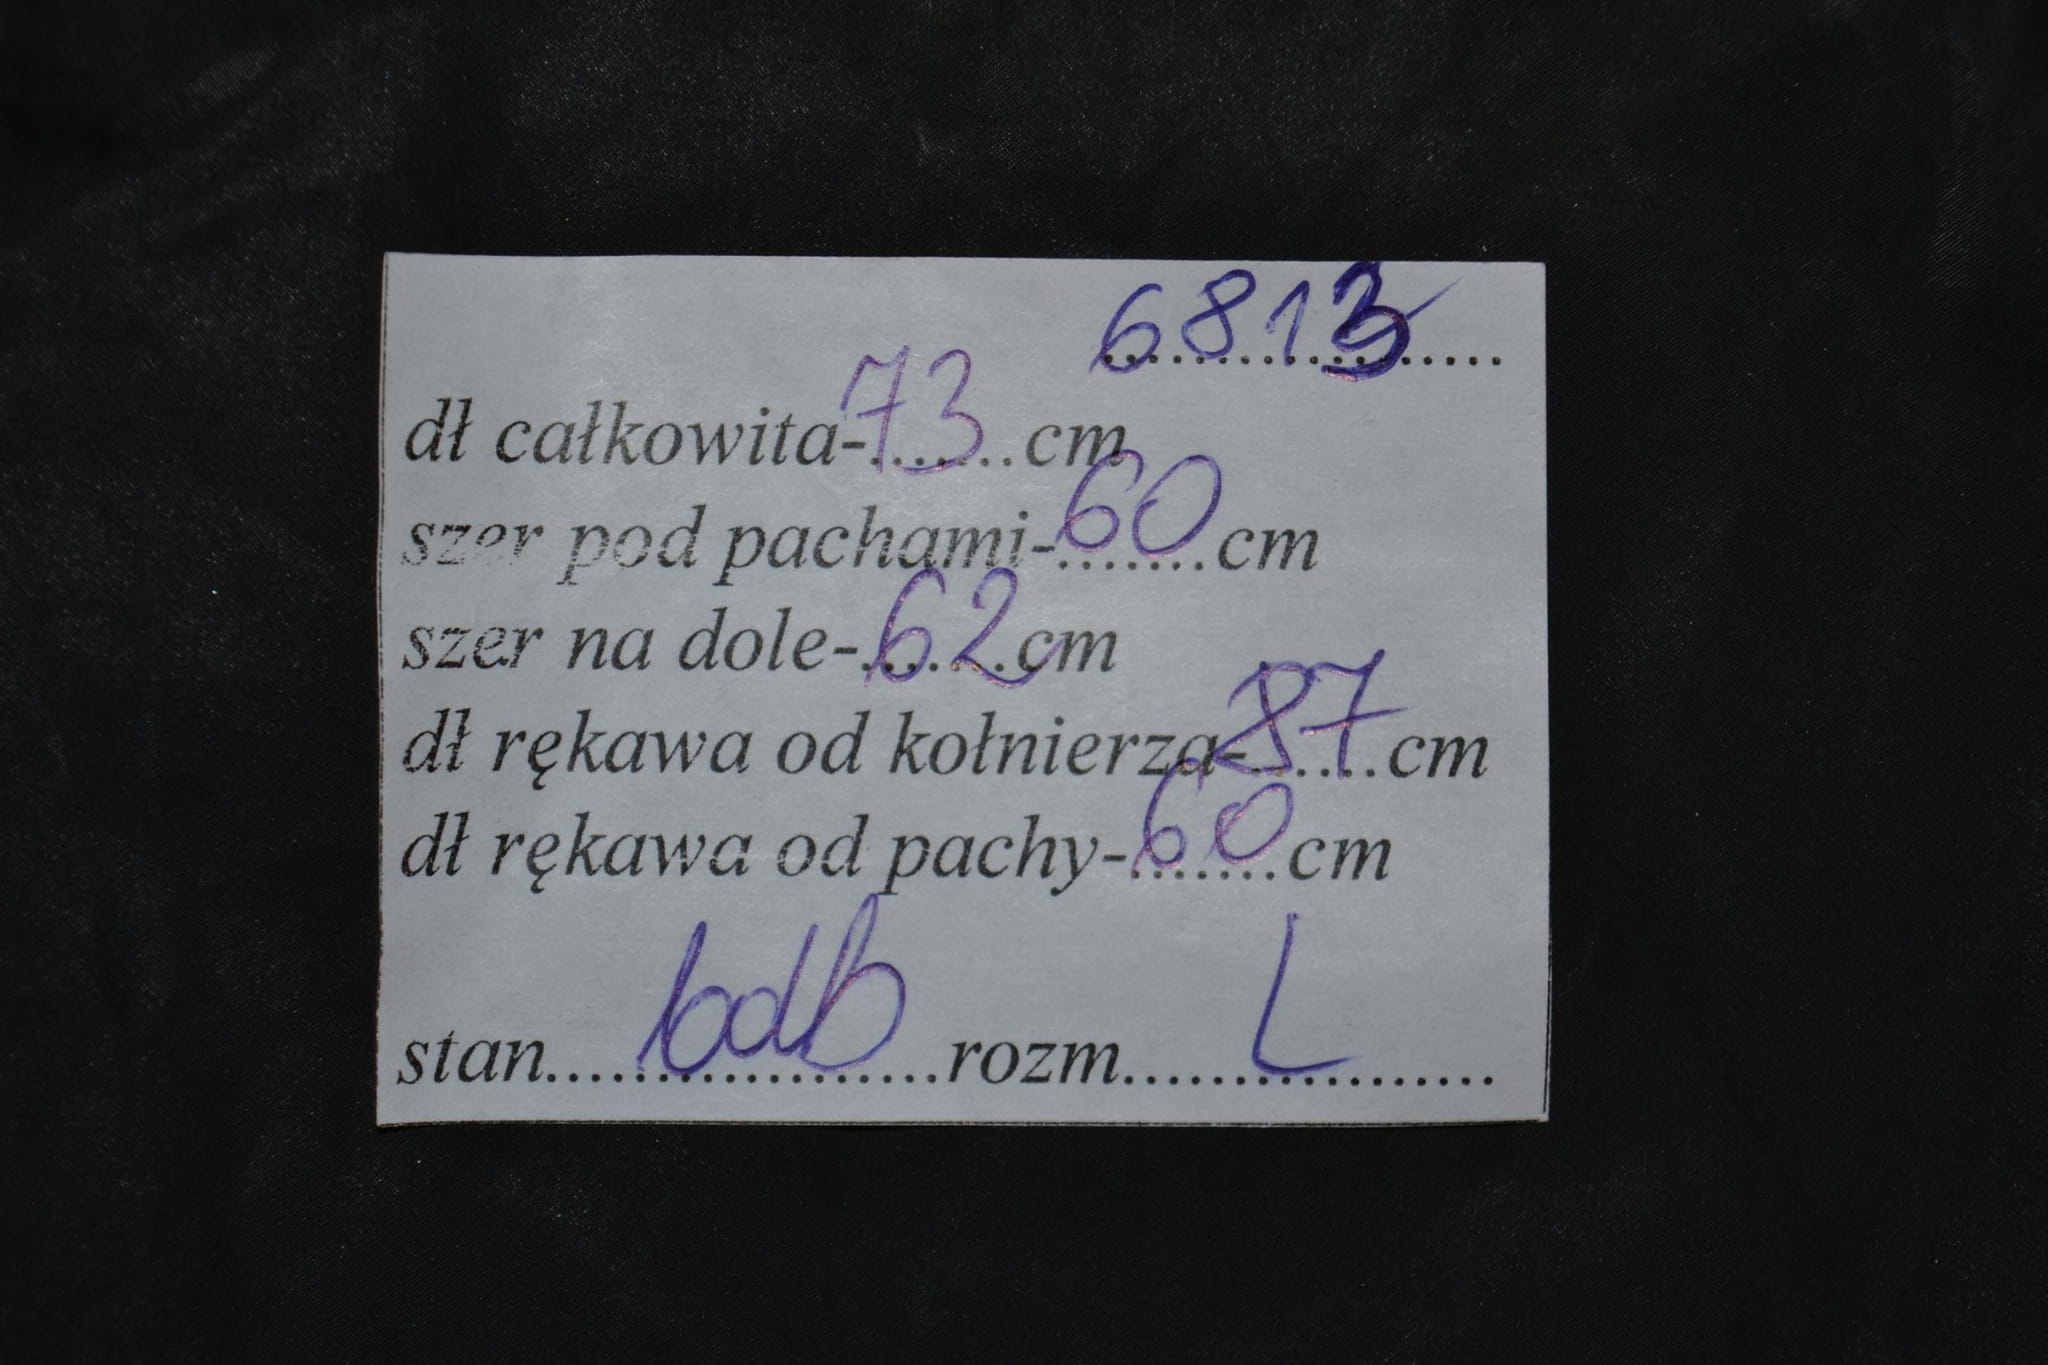 6813
dł całkowita-73cm
szer pod pachami-60cm
szer na dole-62cm
dł rękawa od kołnierza-87cm
dł rękawa od pachy-60cm
stan....bdb....rozm....L....